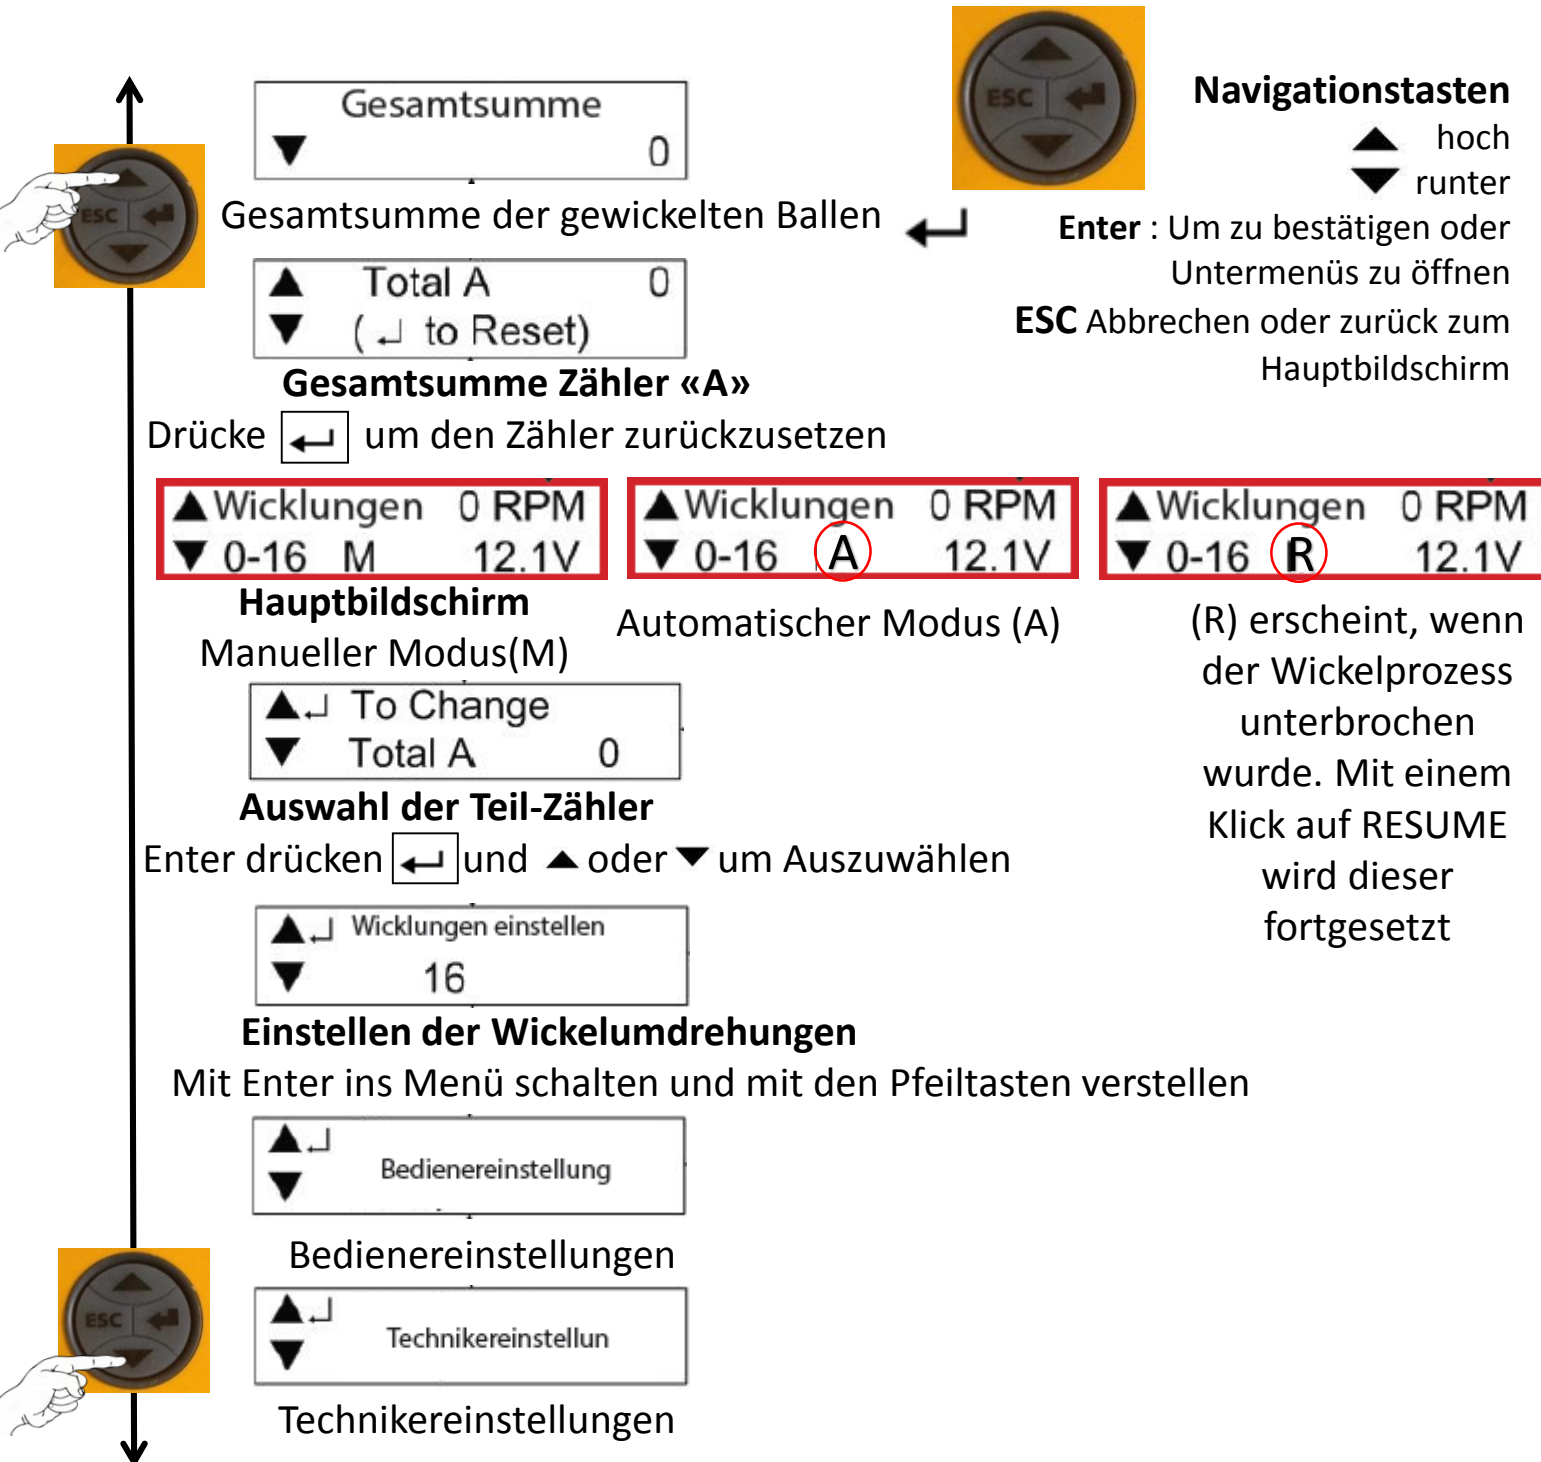 Gesamtsumme
▼ 0
Gesamtsumme der gewickelten Ballen
ESC
Navigationstasten
▲ hoch
▼ runter
↵ Enter : Um zu bestätigen oder
Untermenüs zu öffnen
ESC Abbrechen oder zurück zum
Hauptbildschirm
ESC
▲ Total A 0
▼ (↵ to Reset)
Gesamtsumme Zähler «A»
Drücke ↵ um den Zähler zurückzusetzen
▲Wicklungen 0 RPM
▼ 0-16 M 12.1V
Hauptbildschirm
Manueller Modus(M)
▲Wicklungen 0 RPM
▼ 0-16 A 12.1V
Automatischer Modus (A)
▲Wicklungen 0 RPM
▼ 0-16 R 12.1V
(R) erscheint, wenn
der Wickelprozess
unterbrochen
wurde. Mit einem
Klick auf RESUME
wird dieser
fortgesetzt
▲↵ To Change
▼ Total A 0
Auswahl der Teil-Zähler
Enter drücken ↵ und ▲ oder ▼ um Auszuwählen
▲↵ Wicklungen einstellen
▼ 16
Einstellen der Wickelumdrehungen
Mit Enter ins Menü schalten und mit den Pfeiltasten verstellen
▲↵
▼ Bedienereinstellung
Bedienereinstellungen
ESC
▲↵
▼ Technikereinstellun
Technikereinstellungen